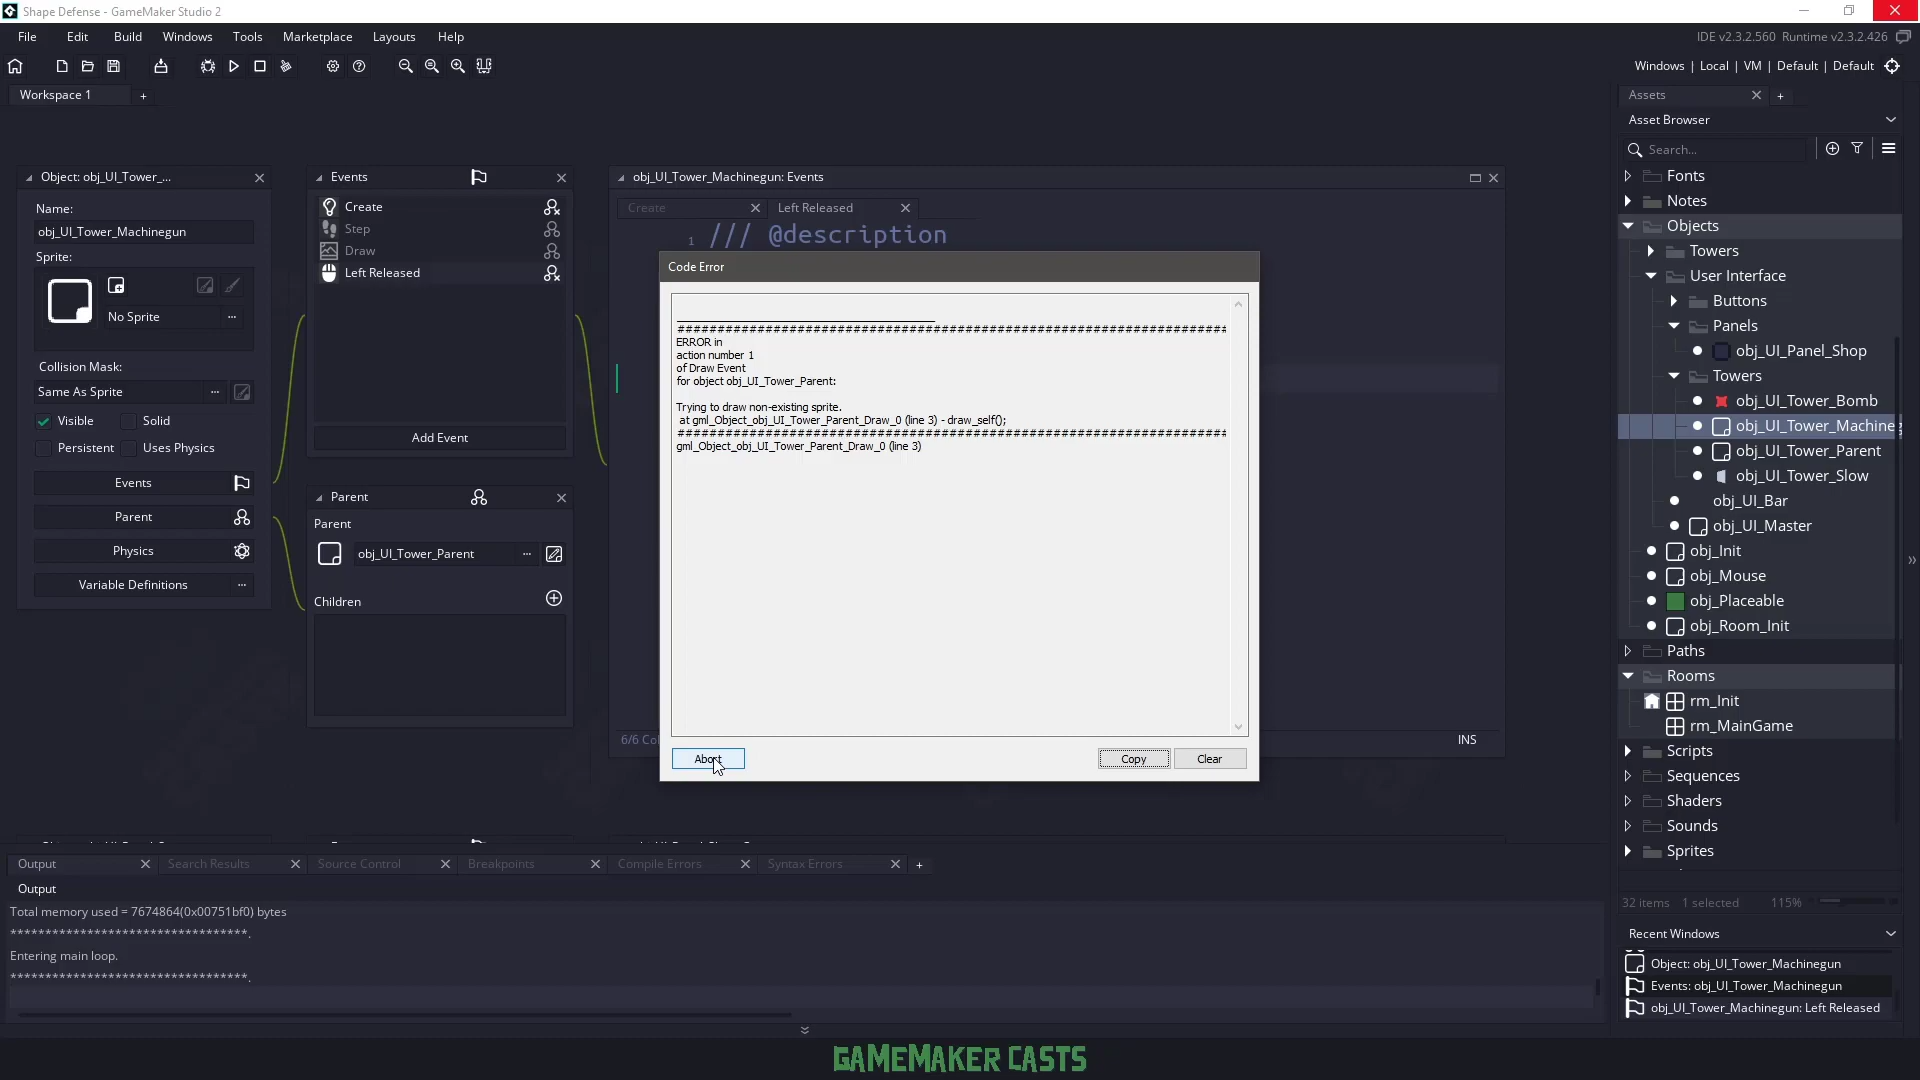 Shape Defense - GameMaker Studio 2
File Edit Build Windows Tools Marketplace Layouts Help
IDE v2.3.2.560 Runtime v2.3.2.426
Windows | Local | VM | Default | Default
Workspace 1 +
Object: obj_UI_Tower_...
Name:
obj_UI_Tower_Machinegun
Sprite:
No Sprite ...
Collision Mask:
Same As Sprite ...
Visible Solid
Persistent Uses Physics
Events
Parent
Physics
Variable Definitions ...
Events
Create
Step
Draw
Left Released
Add Event
Parent
Parent
obj_UI_Tower_Parent ...
Children
obj_UI_Tower_Machinegun: Events
Create Left Released
1 /// @description
Code Error
___________________________________________
############################################################################
ERROR in
action number 1
of Draw Event
for object obj_UI_Tower_Parent:
Trying to draw non-existing sprite.
at gml_Object_obj_UI_Tower_Parent_Draw_0 (line 3) - draw_self();
############################################################################
gml_Object_obj_UI_Tower_Parent_Draw_0 (line 3)
Abort Copy Clear
6/6 INS
Output Search Results Source Control Breakpoints Compile Errors Syntax Errors +
Output
Total memory used = 7674864(0x00751bf0) bytes
**********************************.
Entering main loop.
**********************************.
Assets +
Asset Browser
Search...
Fonts
Notes
Objects
Towers
User Interface
Buttons
Panels
obj_UI_Panel_Shop
Towers
obj_UI_Tower_Bomb
obj_UI_Tower_Machineg
obj_UI_Tower_Parent
obj_UI_Tower_Slow
obj_UI_Bar
obj_UI_Master
obj_Init
obj_Mouse
obj_Placeable
obj_Room_Init
Paths
Rooms
rm_Init
rm_MainGame
Scripts
Sequences
Shaders
Sounds
Sprites
32 items 1 selected 115%
Recent Windows
Object: obj_UI_Tower_Machinegun
Events: obj_UI_Tower_Machinegun
obj_UI_Tower_Machinegun: Left Released
GAMEMAKER CASTS